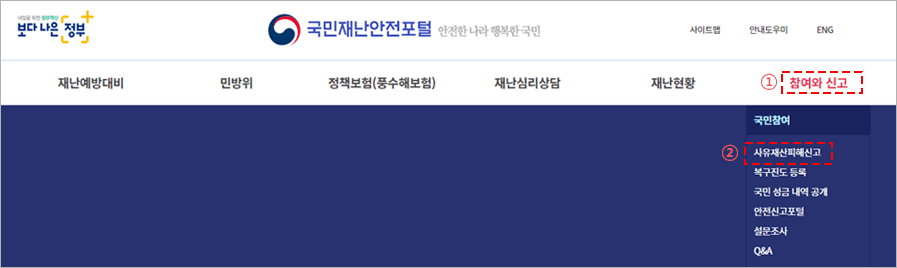 내일을 위한 정부혁신
보다 나은 정부
국민재난안전포털 안전한 나라 행복한 국민
사이트맵 안내도우미 ENG
재난예방대비 민방위 정책보험(풍수해보험) 재난심리상담 재난현황 ① 참여와 신고
국민참여
② 사유재산피해신고
복구진도 등록
국민 성금 내역 공개
안전신고포털
설문조사
Q&A